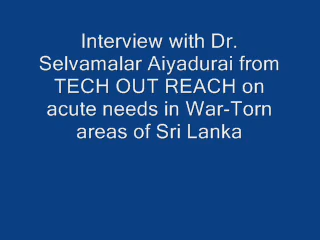 Interview with Dr.
Selvamalar Aiyadurai from
TECH OUT REACH on
acute needs in War-Torn
areas of Sri Lanka